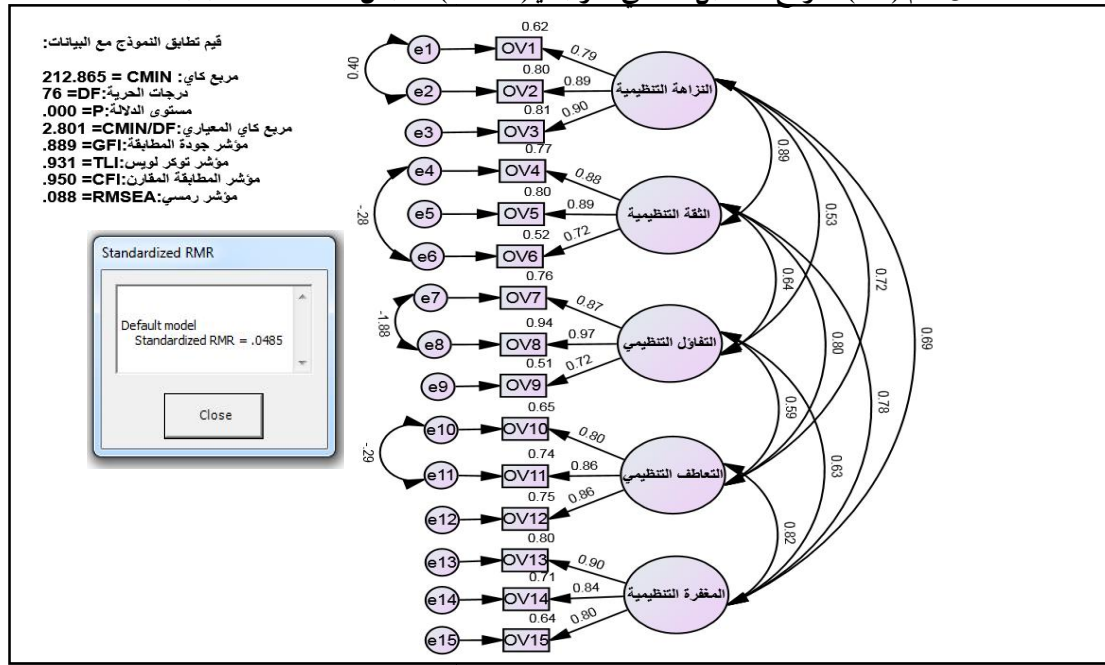 قيم تطابق النموذج مع البيانات:
مربع كاي: CMIN = 212.865
درجات الحرية: DF= 76
مستوى الدلالة: P= .000
مربع كاي المعياري: CMIN/DF= 2.801
مؤشر جودة المطابقة: GFI= .889
مؤشر توكر لويس: TLI= .931
مؤشر المطابقة المقارن: CFI= .950
مؤشر رمسي: RMSEA= .088
Standardized RMR
Default model
Standardized RMR = .0485
Close
0.62
e1 OV1 0.79
0.40
0.80
e2 OV2 0.89
النزاهة التنظيمية
0.81
e3 OV3 0.90
0.77
e4 OV4 0.88
-.28
0.80
e5 OV5 0.89
الثقة التنظيمية
0.52
e6 OV6 0.72
0.76
e7 OV7 0.87
-1.88
0.94
e8 OV8 0.97
التفاؤل التنظيمي
0.51
e9 OV9 0.72
0.65
e10 OV10 0.80
-.29
0.74
e11 OV11 0.86
التعاطف التنظيمي
0.75
e12 OV12 0.86
0.80
e13 OV13 0.90
0.71
e14 OV14 0.84
المغفرة التنظيمية
0.64
e15 OV15 0.80
0.89
0.53
0.64
0.72
0.80
0.69
0.59
0.78
0.63
0.82